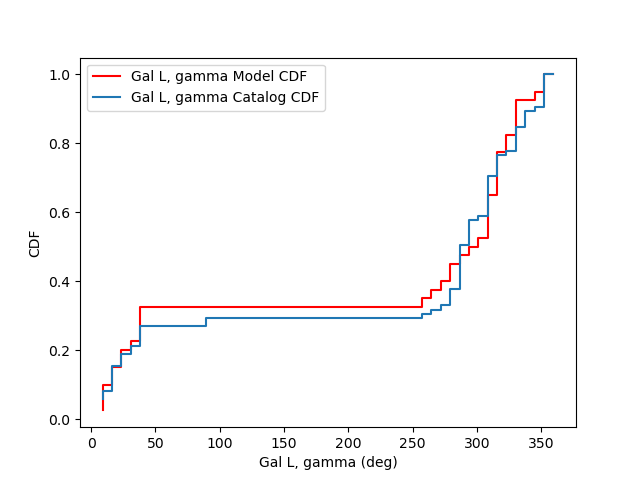 Gal L, gamma Model CDF
Gal L, gamma Catalog CDF
1.0
0.8
0.6
0.4
0.2
0.0
CDF
0 50 100 150 200 250 300 350
Gal L, gamma (deg)